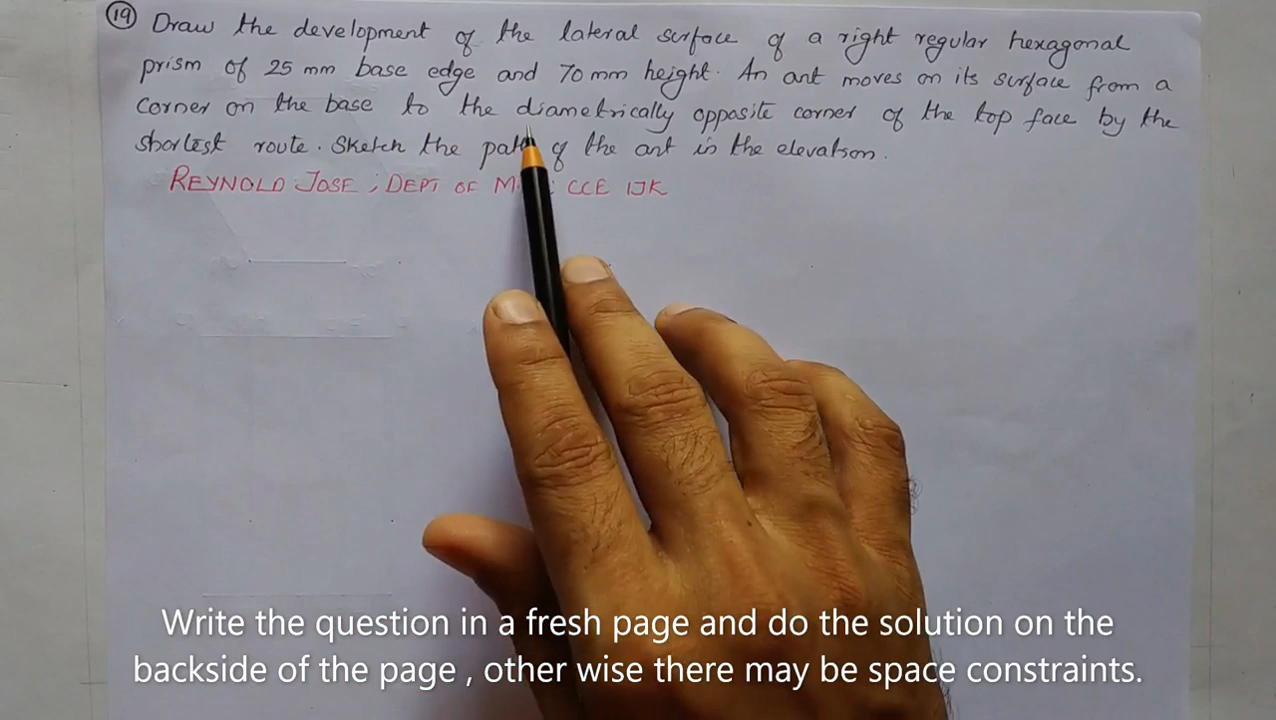 19 Draw the development of the lateral surface of a right regular hexagonal
prism of 25 mm base edge and 70 mm height. An ant moves on its surface from a
corner on the base to the diametrically opposite corner of the top face by the
shortest route. Sketch the path of the ant in the elevation.
REYNOLD JOSE, DEPT OF CCE IJK
Write the question in a fresh page and do the solution on the
backside of the page , other wise there may be space constraints.